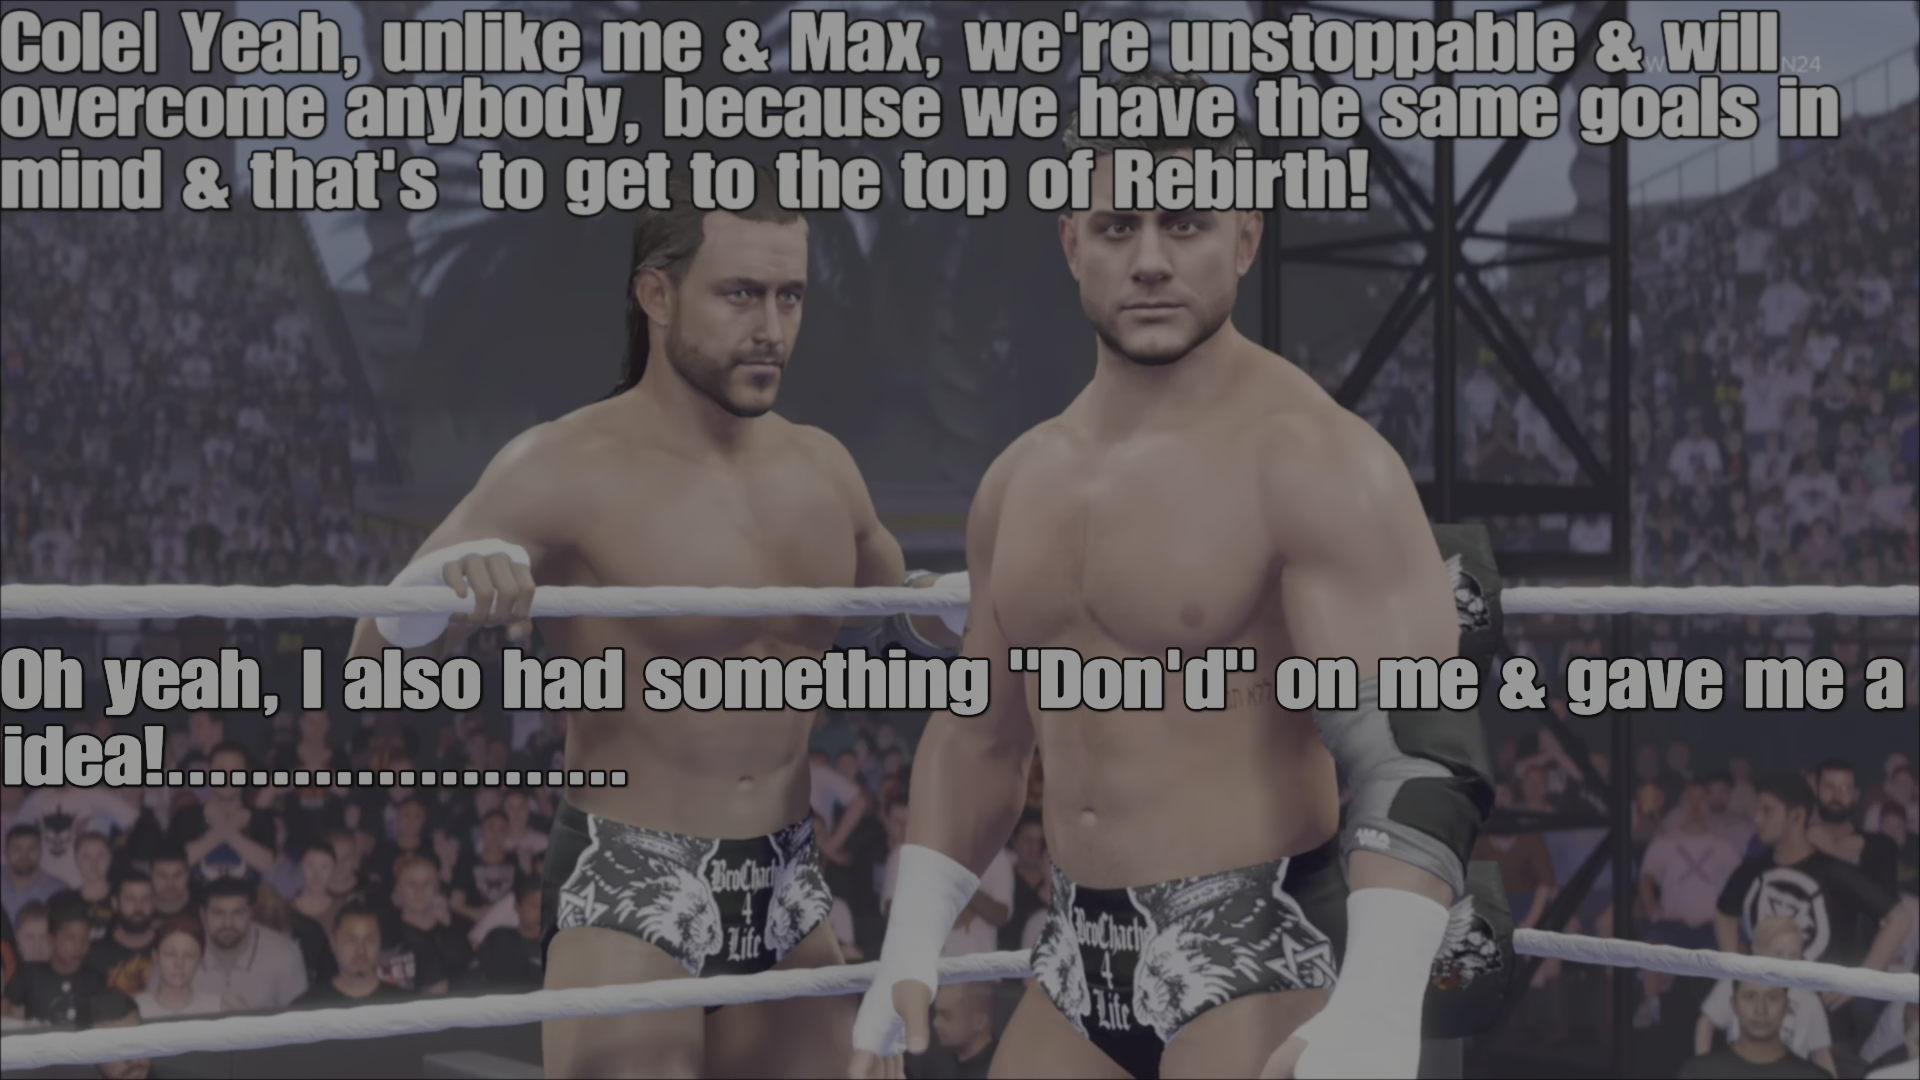 Cole| Yeah, unlike me & Max, we're unstoppable & will
overcome anybody, because we have the same goals in
mind & that's to get to the top of Rebirth!
Oh yeah, I also had something "Don'd" on me & gave me a
idea!......................
BroChach
4
Life
BroChach
4
Life